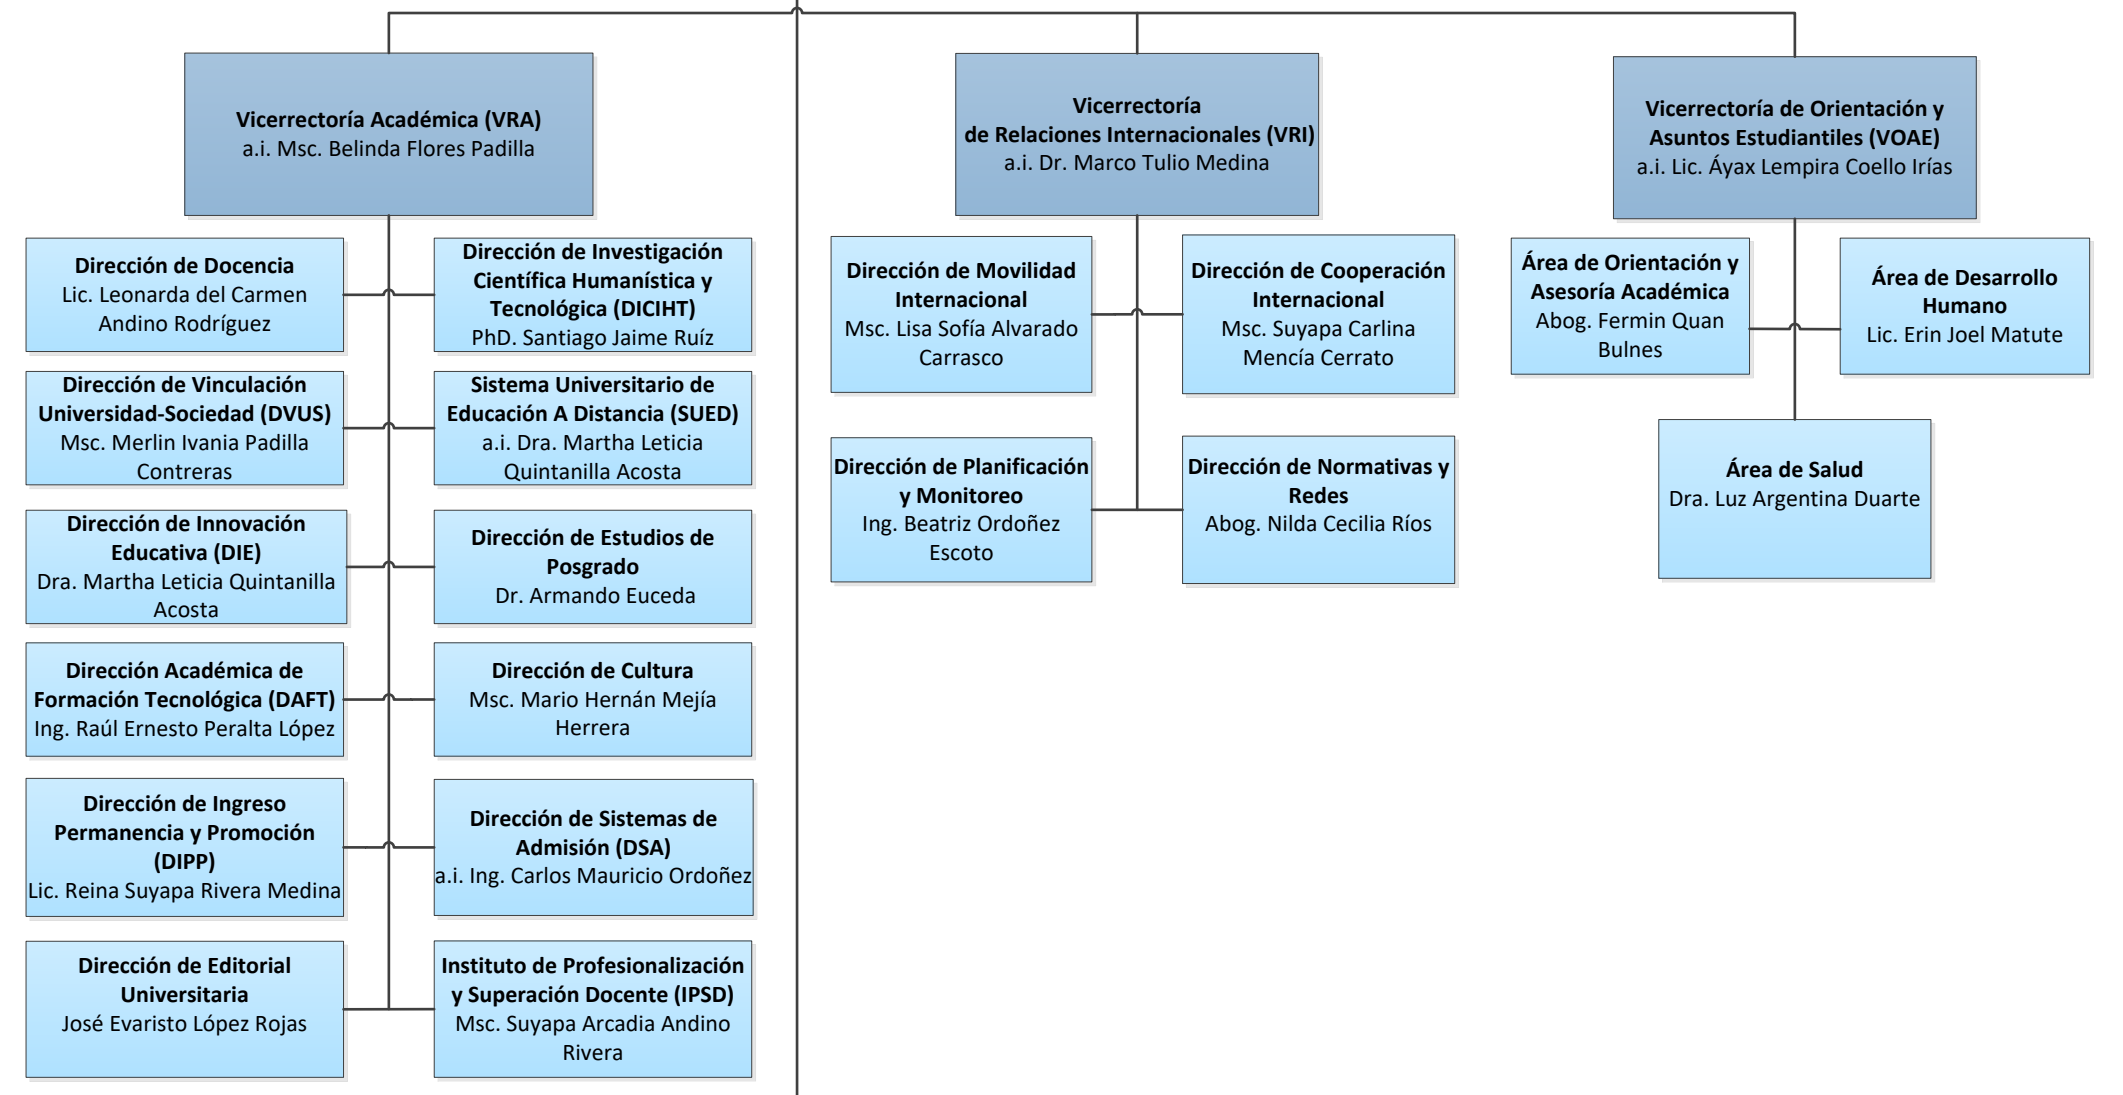 Vicerrectoría Académica (VRA)
a.i. Msc. Belinda Flores Padilla
Vicerrectoría
de Relaciones Internacionales (VRI)
a.i. Dr. Marco Tulio Medina
Vicerrectoría de Orientación y
Asuntos Estudiantiles (VOAE)
a.i. Lic. Áyax Lempira Coello Irías
Dirección de Docencia
Lic. Leonarda del Carmen
Andino Rodríguez
Dirección de Investigación
Científica Humanística y
Tecnológica (DICIHT)
PhD. Santiago Jaime Ruíz
Dirección de Vinculación
Universidad-Sociedad (DVUS)
Msc. Merlin Ivania Padilla
Contreras
Sistema Universitario de
Educación A Distancia (SUED)
a.i. Dra. Martha Leticia
Quintanilla Acosta
Dirección de Innovación
Educativa (DIE)
Dra. Martha Leticia Quintanilla
Acosta
Dirección de Estudios de
Posgrado
Dr. Armando Euceda
Dirección Académica de
Formación Tecnológica (DAFT)
Ing. Raúl Ernesto Peralta López
Dirección de Cultura
Msc. Mario Hernán Mejía
Herrera
Dirección de Ingreso
Permanencia y Promoción
(DIPP)
Lic. Reina Suyapa Rivera Medina
Dirección de Sistemas de
Admisión (DSA)
a.i. Ing. Carlos Mauricio Ordoñez
Dirección de Editorial
Universitaria
José Evaristo López Rojas
Instituto de Profesionalización
y Superación Docente (IPSD)
Msc. Suyapa Arcadia Andino
Rivera
Dirección de Movilidad
Internacional
Msc. Lisa Sofía Alvarado
Carrasco
Dirección de Cooperación
Internacional
Msc. Suyapa Carlina
Mencía Cerrato
Dirección de Planificación
y Monitoreo
Ing. Beatriz Ordoñez
Escoto
Dirección de Normativas y
Redes
Abog. Nilda Cecilia Ríos
Área de Orientación y
Asesoría Académica
Abog. Fermin Quan
Bulnes
Área de Desarrollo
Humano
Lic. Erin Joel Matute
Área de Salud
Dra. Luz Argentina Duarte